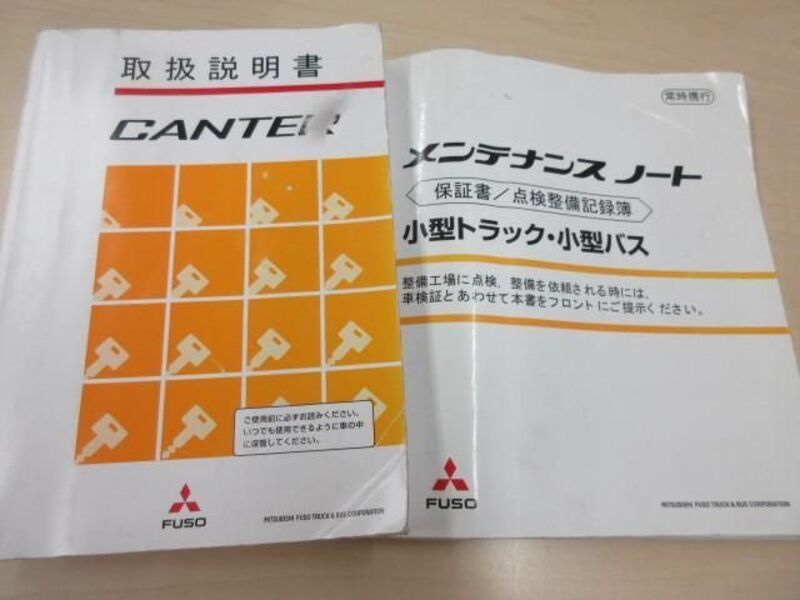 取扱説明書
CANTER
ご使用前に必ずお読みください。
いつでも使用できるように車の中
に保管してください。
FUSO
MITSUBISHI FUSO TRUCK & BUS CORPORATION
常時携行
メンテナンス ノート
保証書／点検整備記録簿
小型トラック・小型バス
整備工場に点検、整備を依頼される時には、
車検証とあわせて本書をフロントにご提示ください。
FUSO
MITSUBISHI FUSO TRUCK & BUS CORPORATION